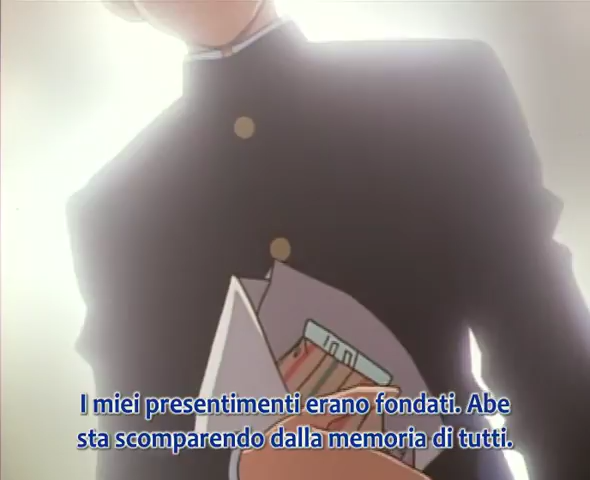 I miei presentimenti erano fondati. Abe
sta scomparendo dalla memoria di tutti.